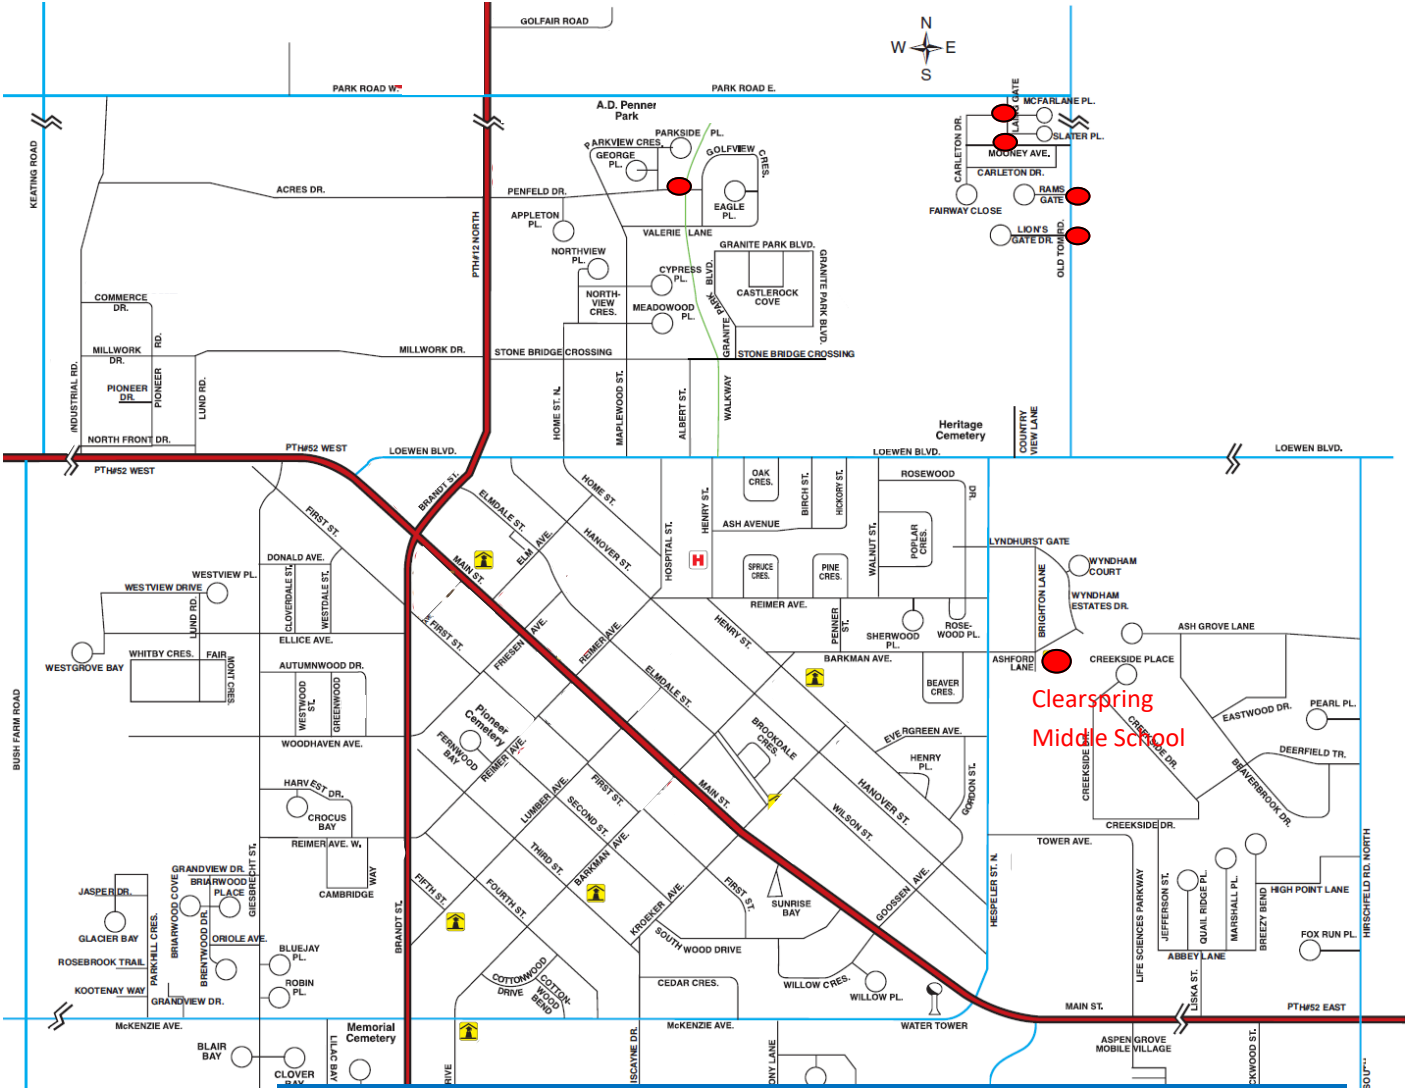 GOLFAIR ROAD
N
W E
S
PARK ROAD W.
PARK ROAD E.
A.D. Penner
Park
PARKSIDE PL.
PARKVIEW CRES.
GEORGE
PL.
GOLFVIEW
CRES.
EAGLE
PL.
LAING GATE
MCFARLANE PL.
SLATER PL.
MOONEY AVE.
CARLETON DR.
CARLETON DR.
FAIRWAY CLOSE
RAMS
GATE
LION'S
GATE DR.
OLD TOM RD.
KEATING ROAD
ACRES DR.
PENFELD DR.
APPLETON
PL.
VALERIE LANE
PTH#12 NORTH
NORTHVIEW
PL.
NORTH-
VIEW
CRES.
CYPRESS
PL.
MEADOWOOD
PL.
GRANITE PARK BLVD.
GRANITE PARK BLVD.
GRANITE PARK BLVD.
CASTLEROCK
COVE
COMMERCE
DR.
MILLWORK
DR.
MILLWORK DR.
PIONEER
DR.
PIONEER RD.
LUND RD.
INDUSTRIAL RD.
NORTH FRONT DR.
STONE BRIDGE CROSSING
STONE BRIDGE CROSSING
HOME ST. N.
MAPLEWOOD ST.
ALBERT ST.
WALKWAY
Heritage
Cemetery
COUNTRY
VIEW LANE
PTH#52 WEST
PTH#52 WEST
LOEWEN BLVD.
LOEWEN BLVD.
LOEWEN BLVD.
BRANDT ST.
ELMDALE ST.
HOME ST.
HANOVER ST.
ELM AVE.
MAIN ST.
FIRST ST.
HOSPITAL ST.
HENRY ST.
H
OAK
CRES.
BIRCH ST.
HICKORY ST.
ASH AVENUE
SPRUCE
CRES.
PINE
CRES.
WALNUT ST.
ROSEWOOD
DR.
POPLAR
CRES.
LYNDHURST GATE
WYNDHAM
COURT
WYNDHAM
ESTATES DR.
BRIGHTON LANE
DONALD AVE.
CLOVERDALE ST.
WESTDALE ST.
WESTVIEW PL.
WESTVIEW DRIVE
LUND RD.
ELLICE AVE.
WESTGROVE BAY
WHITBY CRES.
FAIR
MONT CRES.
AUTUMNWOOD DR.
WESTWOOD
ST.
GREENWOOD
WOODHAVEN AVE.
BUSH FARM ROAD
FIRST ST.
FRIESEN AVE.
REIMER AVE.
REIMER AVE.
HENRY ST.
PENNER
ST.
SHERWOOD
PL.
ROSE-
WOOD PL.
BARKMAN AVE.
BEAVER
CRES.
ASHFORD
LANE
Clearspring
Middle School
ASH GROVE LANE
CREEKSIDE PLACE
CREEKSIDE DR.
CREEKSIDE DR.
CREEKSIDE DR.
EASTWOOD DR.
PEARL PL.
DEERFIELD TR.
BEAVERBROOK DR.
ELMDALE ST.
Pioneer
Cemetery
FERNWOOD
BAY
REIMER AVE.
BROOKDALE
CRES.
EVERGREEN AVE.
HENRY
PL.
GORDON ST.
HANOVER ST.
WILSON ST.
MAIN ST.
LUMBER AVE.
FIRST ST.
SECOND ST.
THIRD ST.
BARKMAN AVE.
FOURTH ST.
FIFTH ST.
KROEKER AVE.
FIRST ST.
SUNRISE
BAY
GOOSSEN AVE.
HARVEST DR.
CROCUS
BAY
REIMER AVE. W.
CAMBRIDGE
WAY
GIESBRECHT ST.
GRANDVIEW DR.
BRIARWOOD
PLACE
BRIARWOOD COVE
BRENTWOOD DR.
ORIOLE AVE.
JASPER DR.
GLACIER BAY
PARKHILL CRES.
ROSEBROOK TRAIL
KOOTENAY WAY
GRANDVIEW DR.
BLUEJAY
PL.
ROBIN
PL.
BRANDT ST.
SOUTH WOOD DRIVE
COTTONWOOD
DRIVE
COTTON-
WOOD
BEND
CEDAR CRES.
WILLOW CRES.
WILLOW PL.
HESPELER ST. N.
TOWER AVE.
LIFE SCIENCES PARKWAY
JEFFERSON ST.
QUAIL RIDGE PL.
MARSHALL PL.
BREEZY BEND
HIGH POINT LANE
ABBEY LANE
FOX RUN PL.
HIRSCHFELD RD. NORTH
LISKA ST.
McKENZIE AVE.
McKENZIE AVE.
WATER TOWER
MAIN ST.
PTH#52 EAST
Memorial
Cemetery
BLAIR
BAY
CLOVER
BAY
LILAC BAY
RIVE
ISCAYNE DR.
ONY LANE
ASPEN GROVE
MOBILE VILLAGE
CKWOOD ST.